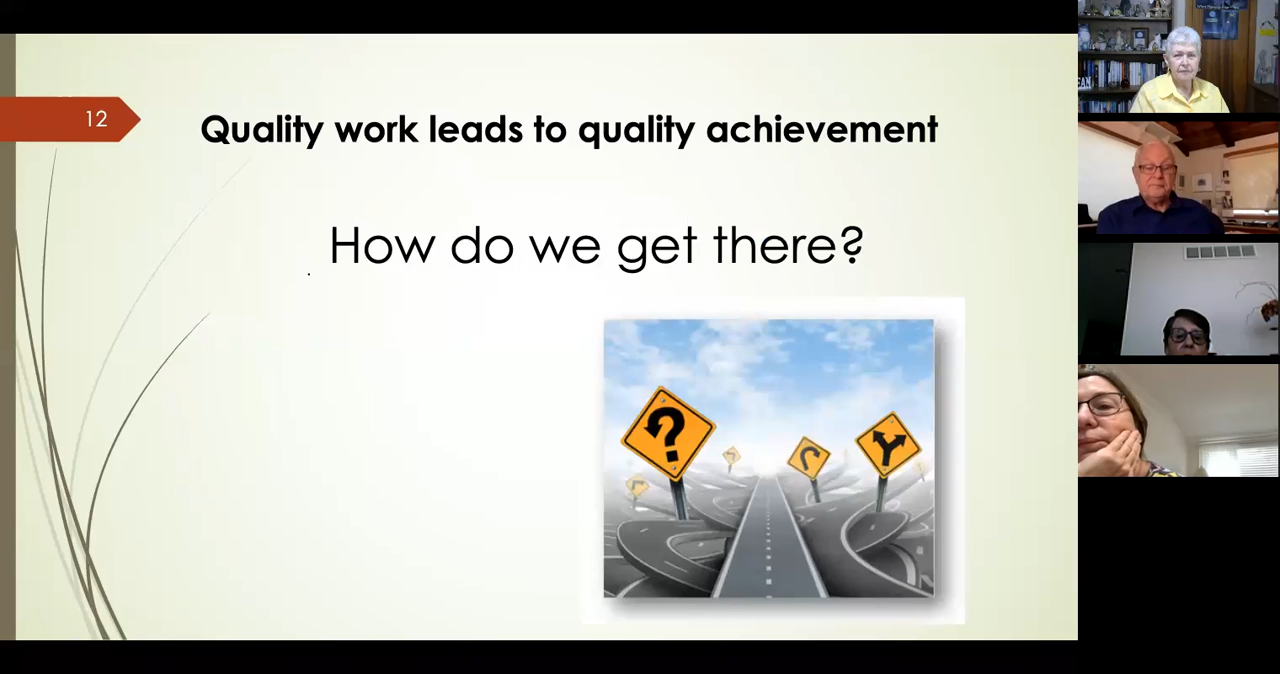 12
Quality work leads to quality achievement
How do we get there?
?